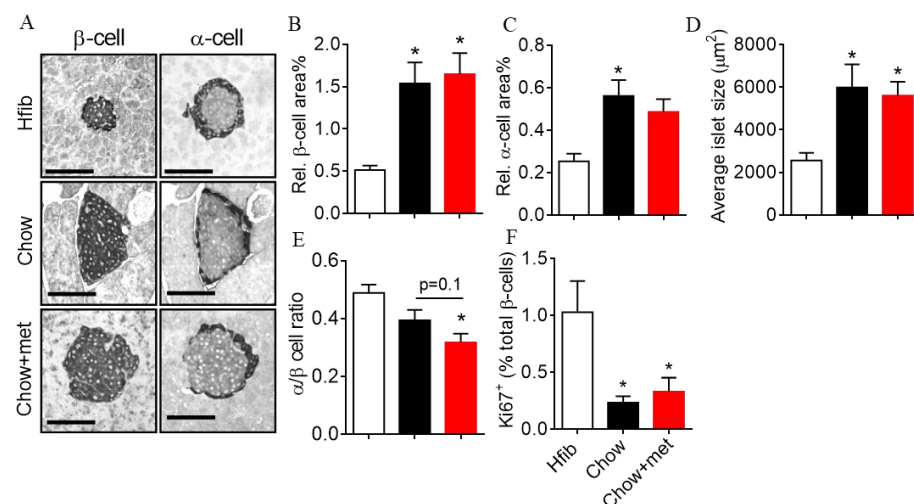 A
β-cell
α-cell
Hfib
Chow
Chow+met
B
Rel. β-cell area%
2.0
1.5
1.0
0.5
0.0
*
*
C
Rel. α-cell area%
0.8
0.6
0.4
0.2
0.0
*
D
Average islet size (μm²)
8000
6000
4000
2000
0
*
*
E
α/β cell ratio
0.6
0.4
0.2
0.0
p=0.1
*
F
Ki67⁺ (% total β-cells)
1.5
1.0
0.5
0.0
*
*
Hfib
Chow
Chow+met